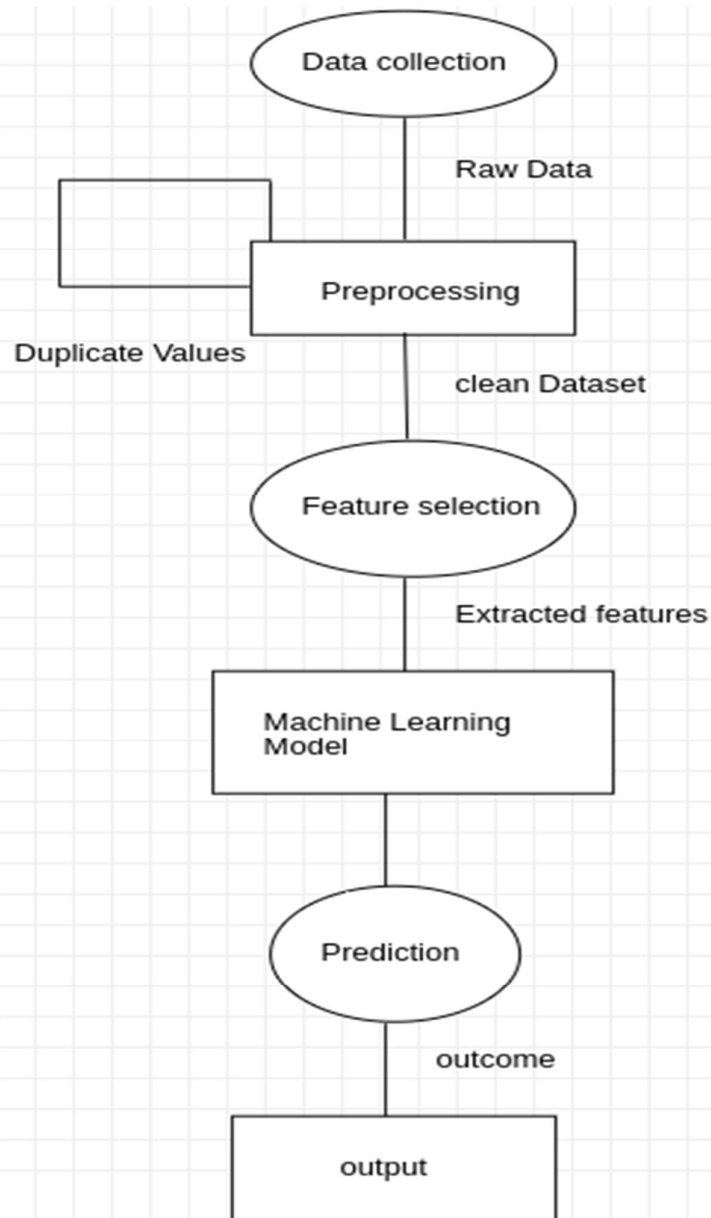 Data collection
Raw Data
Preprocessing
Duplicate Values
clean Dataset
Feature selection
Extracted features
Machine Learning
Model
Prediction
outcome
output